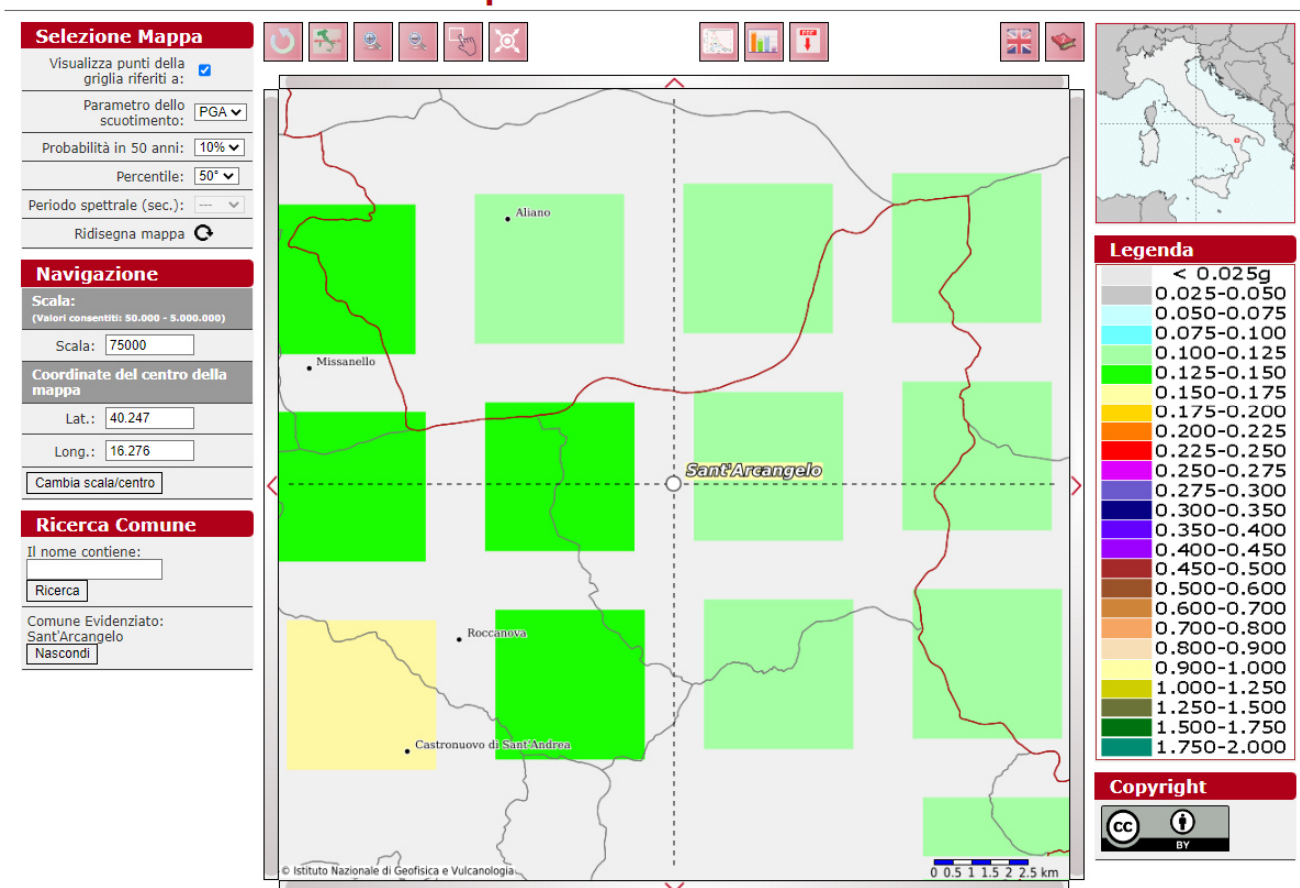 Selezione Mappa
Visualizza punti della
griglia riferiti a:
Parametro dello
scuotimento:
PGA
Probabilità in 50 anni:
10%
Percentile:
50°
Periodo spettrale (sec.):
---
Ridisegna mappa
Navigazione
Scala:
(Valori consentiti: 50.000 - 5.000.000)
Scala:
75000
Coordinate del centro della
mappa
Lat.:
40.247
Long.:
16.276
Cambia scala/centro
Ricerca Comune
Il nome contiene:
Ricerca
Comune Evidenziato:
Sant'Arcangelo
Nascondi
PDF
Aliano
Missanello
Sant'Arcangelo
Roccanova
Castronuovo di Sant'Andrea
© Istituto Nazionale di Geofisica e Vulcanologia
0 0.5 1 1.5 2 2.5 km
Legenda
< 0.025g
0.025-0.050
0.050-0.075
0.075-0.100
0.100-0.125
0.125-0.150
0.150-0.175
0.175-0.200
0.200-0.225
0.225-0.250
0.250-0.275
0.275-0.300
0.300-0.350
0.350-0.400
0.400-0.450
0.450-0.500
0.500-0.600
0.600-0.700
0.700-0.800
0.800-0.900
0.900-1.000
1.000-1.250
1.250-1.500
1.500-1.750
1.750-2.000
Copyright
cc
BY